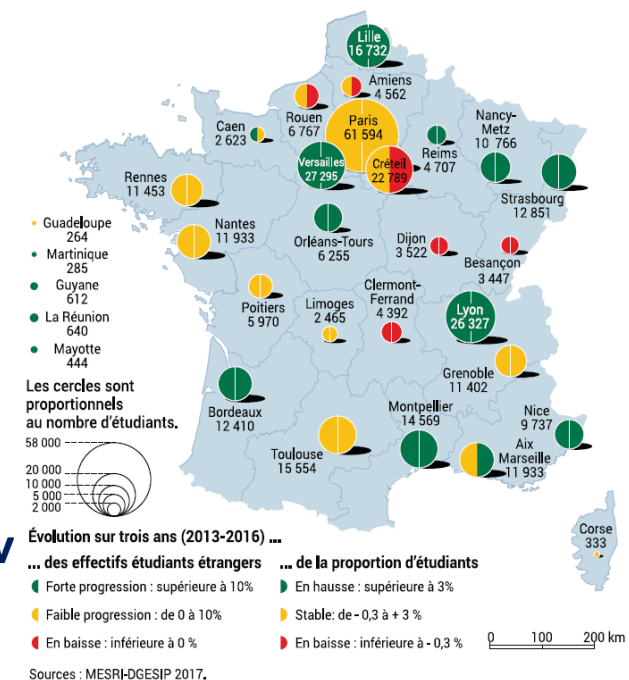 Lille
16 732
Amiens
4 562
Rouen
6 767
Paris
61 594
Caen
2 623
Versailles
27 295
Créteil
22 789
Reims
4 707
Nancy-
Metz
10 766
Strasbourg
12 851
Rennes
11 453
Nantes
11 933
Orléans-Tours
6 255
Dijon
3 522
Besançon
3 447
Guadeloupe
264
Martinique
285
Guyane
612
La Réunion
640
Mayotte
444
Poitiers
5 970
Limoges
2 465
Clermont-
Ferrand
4 392
Lyon
26 327
Grenoble
11 402
Bordeaux
12 410
Toulouse
15 554
Montpellier
14 569
Nice
9 737
Aix
Marseille
11 933
Corse
333
Les cercles sont
proportionnels
au nombre d'étudiants.
58 000
20 000
10 000
5 000
2 000
v
Évolution sur trois ans (2013-2016) ...
... des effectifs étudiants étrangers
Forte progression : supérieure à 10%
Faible progression : de 0 à 10%
En baisse : inférieure à 0 %
... de la proportion d'étudiants
En hausse : supérieure à 3%
Stable: de - 0,3 à + 3 %
En baisse : inférieure à - 0,3 %
0 100 200 km
Sources : MESRI-DGESIP 2017.